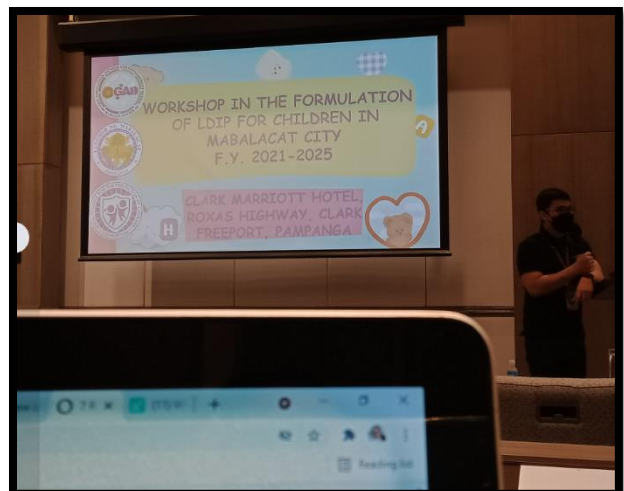 WORKSHOP IN THE FORMULATION
OF LDIP FOR CHILDREN IN
MABALACAT CITY
F.Y. 2021-2025
CLARK MARRIOTT HOTEL,
ROXAS HIGHWAY, CLARK
FREEPORT, PAMPANGA
GAD
A
H
Reading list